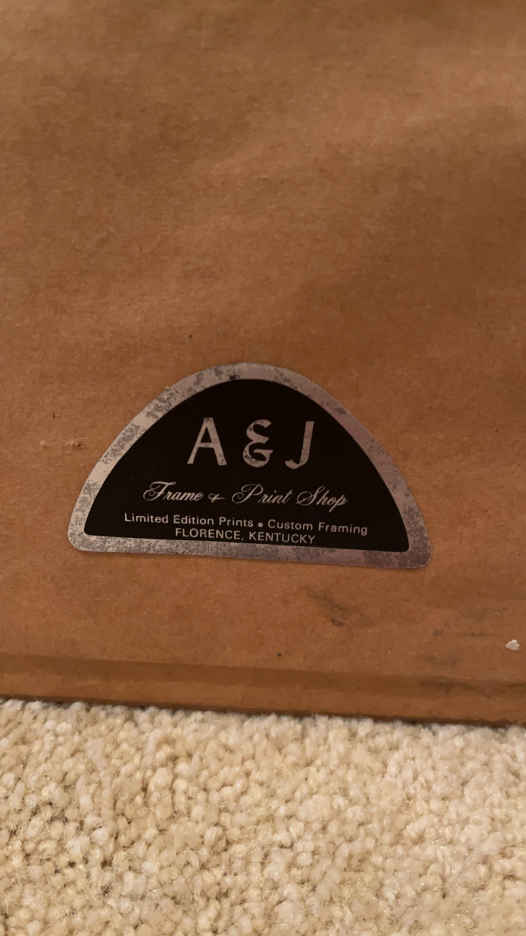 A & J
Frame & Print Shop
Limited Edition Prints • Custom Framing
FLORENCE, KENTUCKY